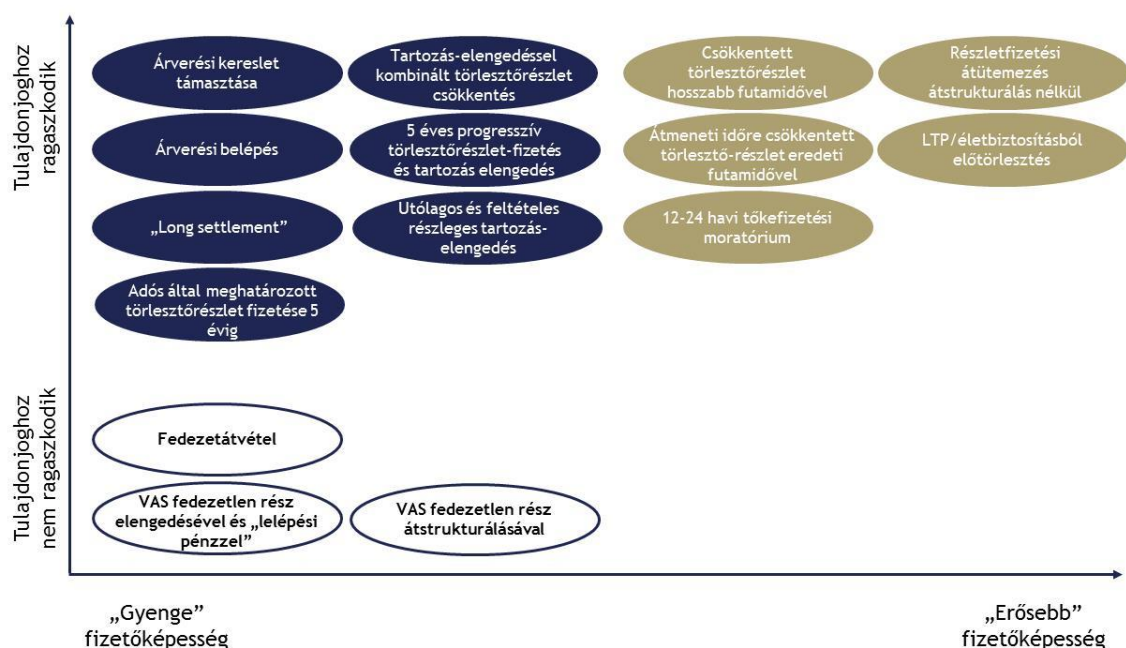 Tulajdonjoghoz
ragaszkodik
Árverési kereslet
támasztása
Tartozás-elengedéssel
kombinált törlesztőrészlet
csökkentés
Csökkentett
törlesztőrészlet
hosszabb futamidővel
Részletfizetési
átütemezés
átstrukturálás nélkül
Árverési belépés
5 éves progresszív
törlesztőrészlet-fizetés
és tartozás elengedés
Átmeneti időre csökkentett
törlesztő-részlet eredeti
futamidővel
LTP/életbiztosításból
előtörlesztés
„Long settlement”
Utólagos és feltételes
részleges tartozás-
elengedés
12-24 havi tőkefizetési
moratórium
Adós által meghatározott
törlesztőrészlet fizetése 5
évig
Tulajdonjoghoz
nem ragaszkodik
Fedezetátvétel
VAS fedezetlen rész
elengedésével és „lelépési
pénzzel”
VAS fedezetlen rész
átstrukturálásával
„Gyenge”
fizetőképesség
„Erősebb”
fizetőképesség